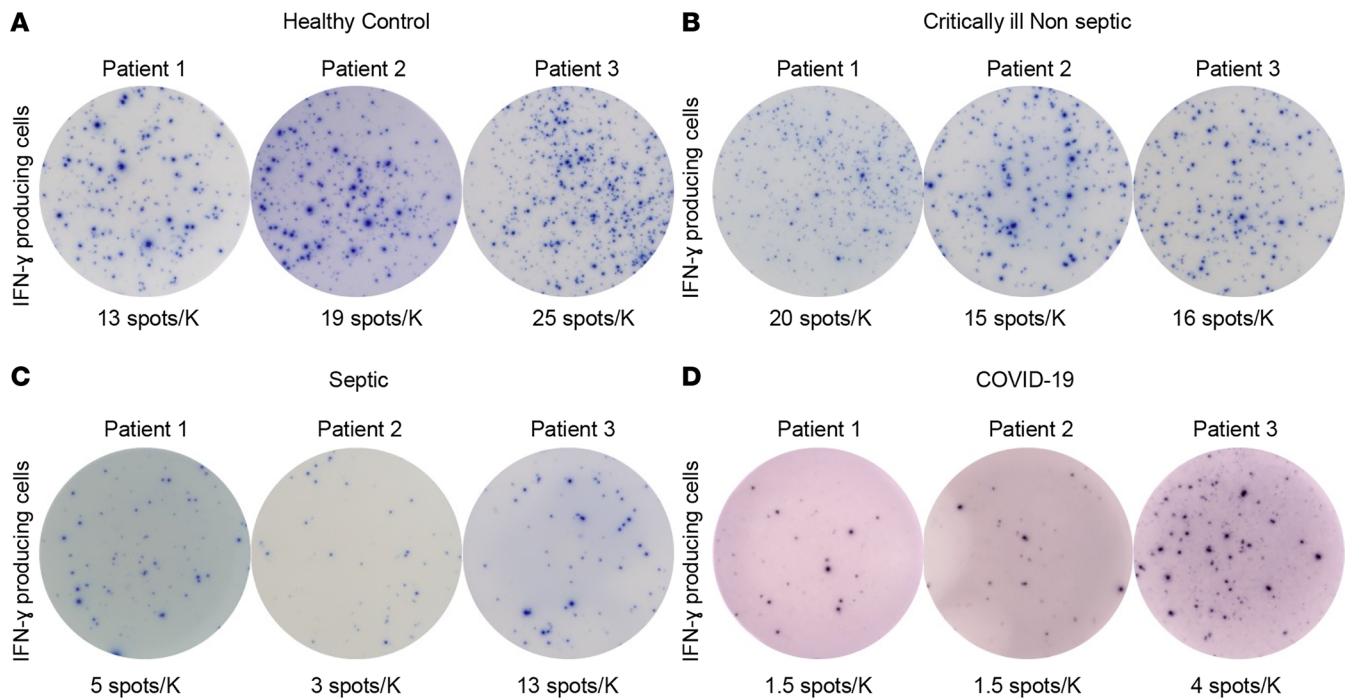 A
Healthy Control
Patient 1
Patient 2
Patient 3
IFN-γ producing cells
13 spots/K
19 spots/K
25 spots/K
B
Critically ill Non septic
Patient 1
Patient 2
Patient 3
IFN-γ producing cells
20 spots/K
15 spots/K
16 spots/K
C
Septic
Patient 1
Patient 2
Patient 3
IFN-γ producing cells
5 spots/K
3 spots/K
13 spots/K
D
COVID-19
Patient 1
Patient 2
Patient 3
IFN-γ producing cells
1.5 spots/K
1.5 spots/K
4 spots/K